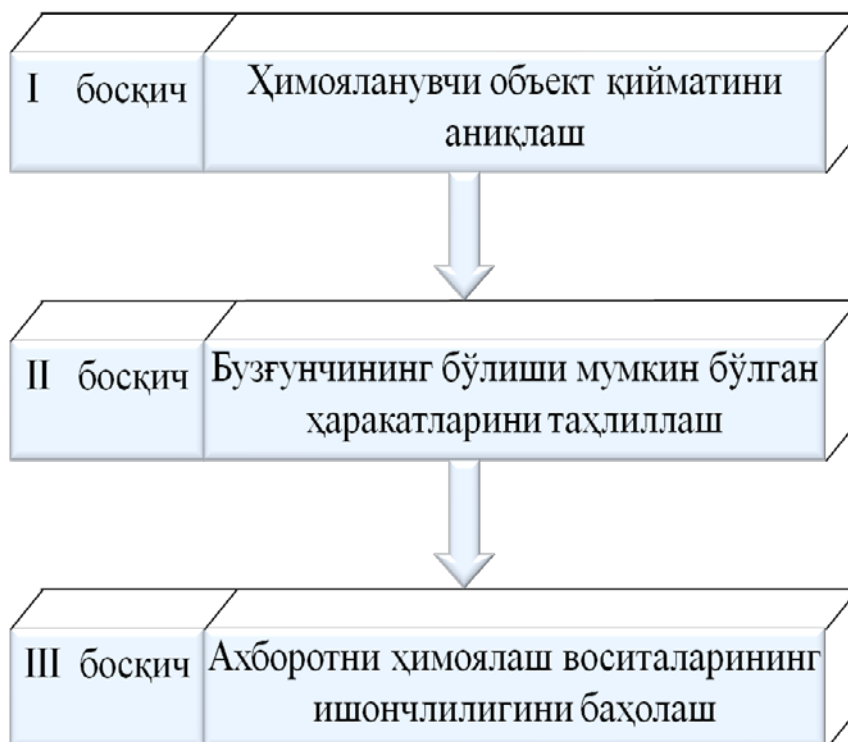 I босқич
Ҳимояланувчи объект қийматини
аниқлаш
II босқич
Бузғунчининг бўлиши мумкин бўлган
ҳаракатларини таҳлиллаш
III босқич
Ахборотни ҳимоялаш воситаларининг
ишончлилигини баҳолаш